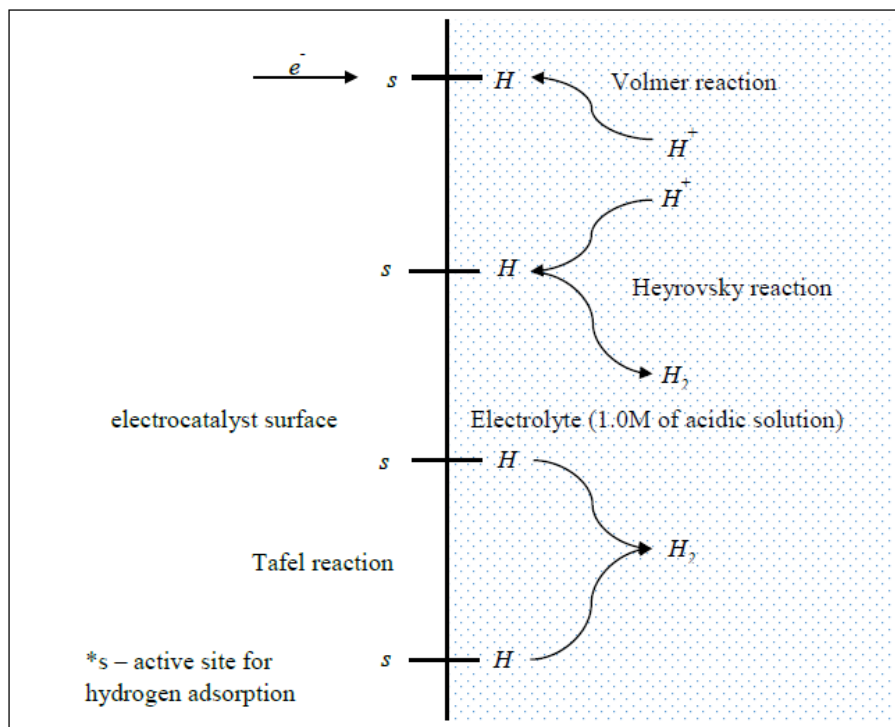 e-
s H Volmer reaction
H+
H+
s H
Heyrovsky reaction
H2
electrocatalyst surface Electrolyte (1.0M of acidic solution)
s H
Tafel reaction H2
*s – active site for
hydrogen adsorption
s H